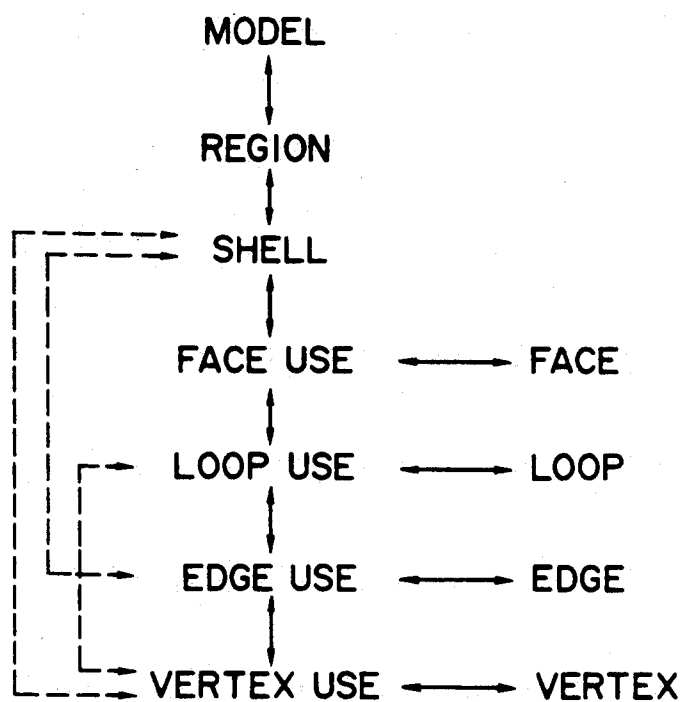 MODEL
REGION
SHELL
FACE USE FACE
LOOP USE LOOP
EDGE USE EDGE
VERTEX USE VERTEX